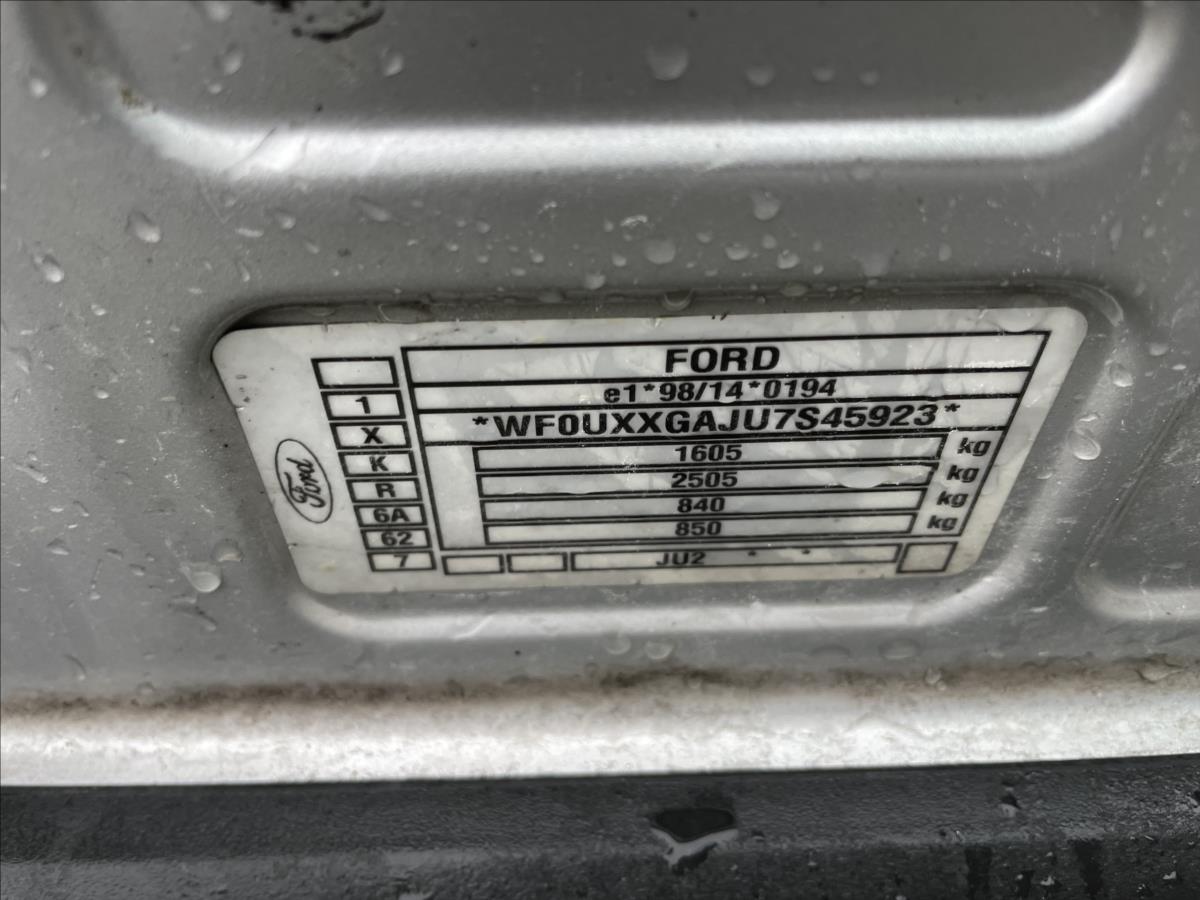 FORD
e1*98/14*0194
1
*WF0UXXGAJU7S45923*
X
1605 kg
K
2505 kg
R
840 kg
6A
850 kg
62
7 JU2 * *
Ford